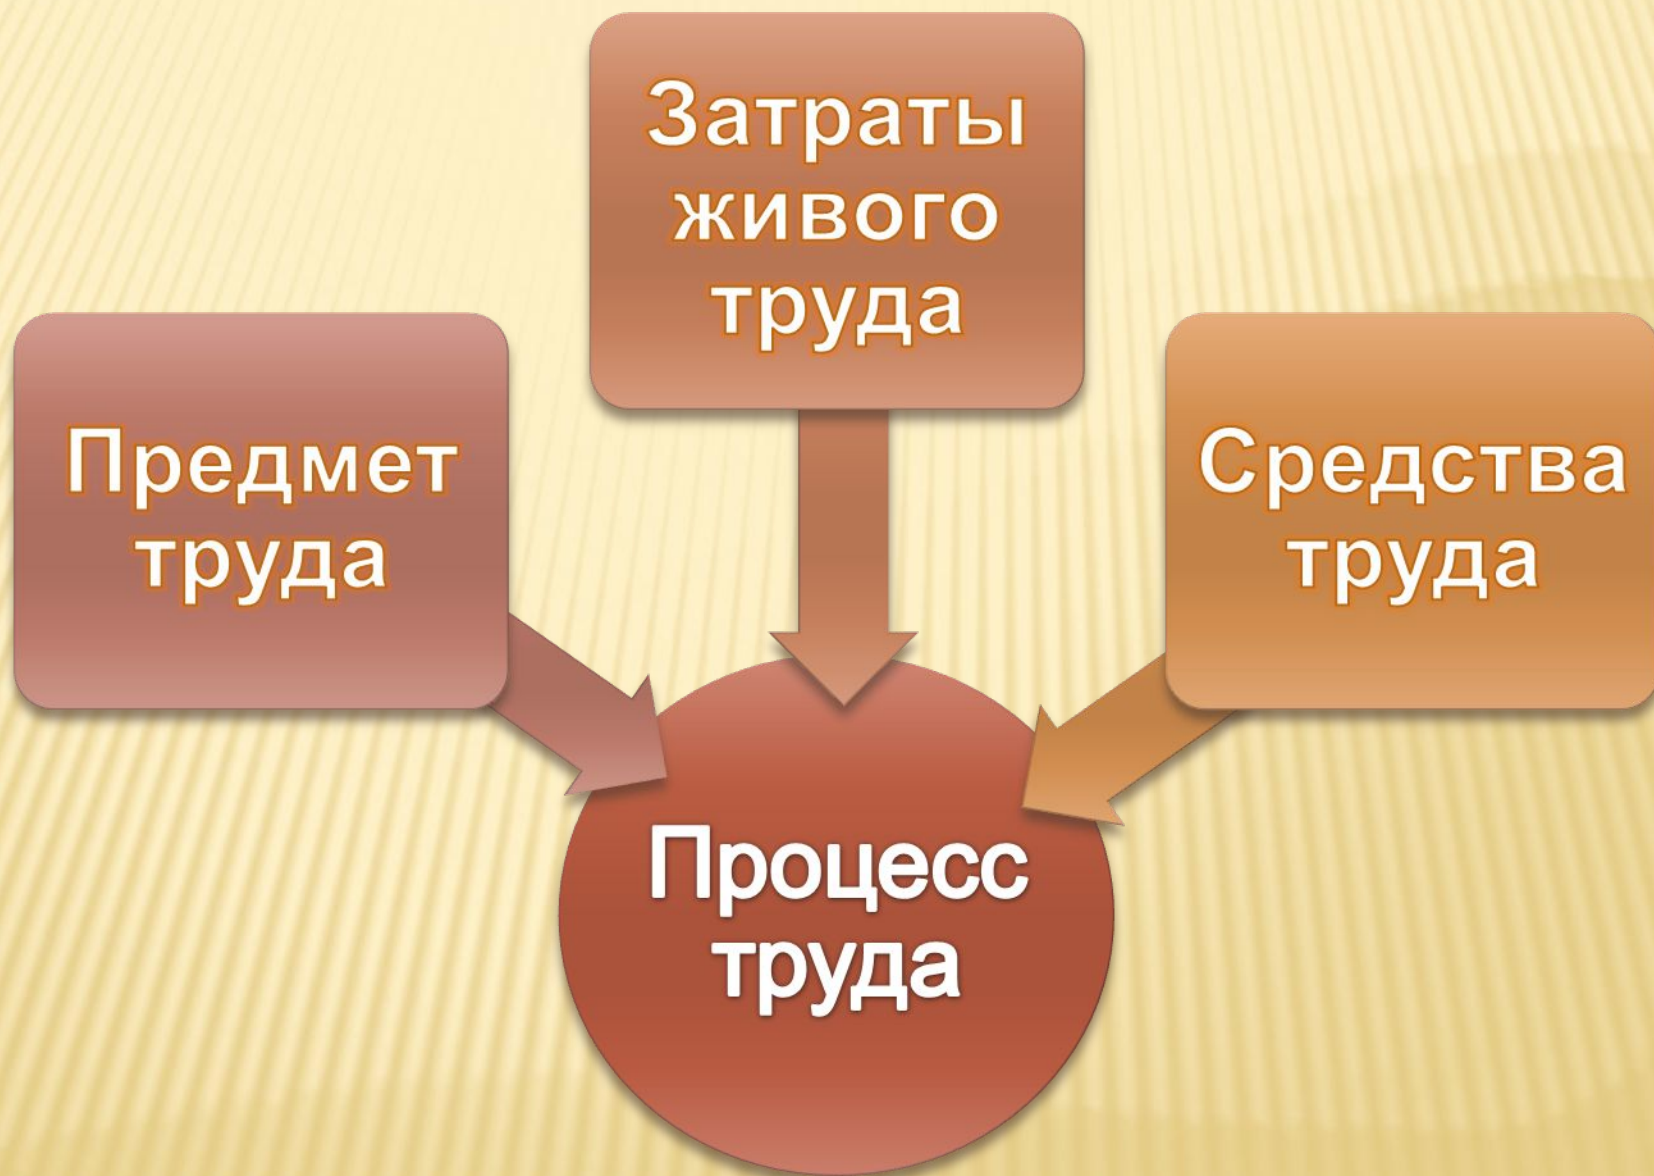 Затраты
живого
труда
Предмет
труда
Средства
труда
Процесс
труда